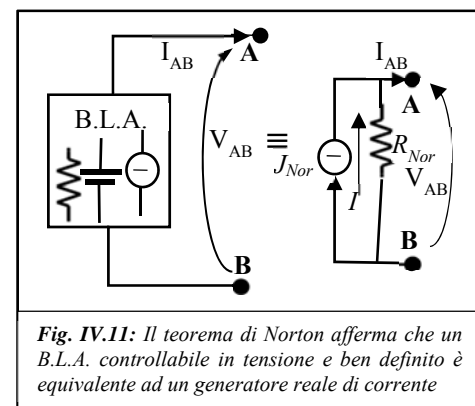 I_AB
A
B.L.A.
V_AB
B
≡
I_AB
A
J_Nor
I
R_Nor
V_AB
B
Fig. IV.11: Il teorema di Norton afferma che un
B.L.A. controllabile in tensione e ben definito è
equivalente ad un generatore reale di corrente